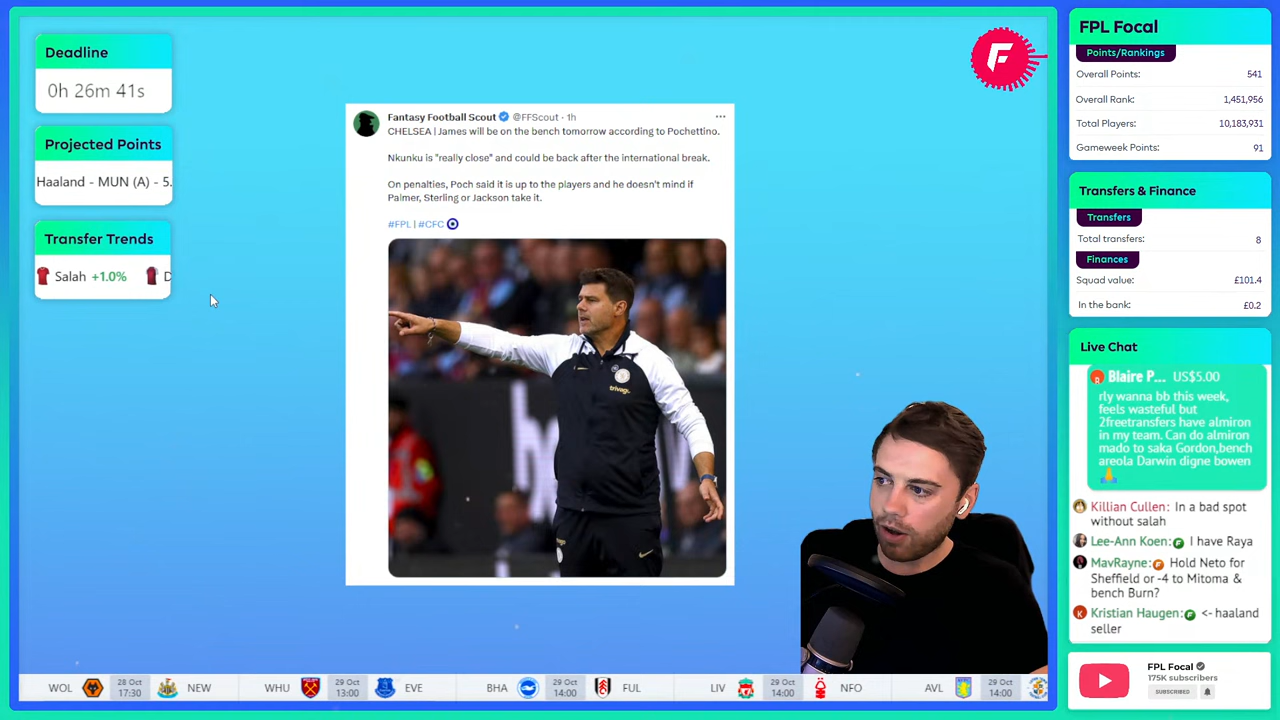 Deadline
0h 26m 41s
Projected Points
Haaland - MUN (A) - 5.
Transfer Trends
Salah +1.0% D
F
Fantasy Football Scout @FFScout · 1h
CHELSEA | James will be on the bench tomorrow according to Pochettino.
Nkunku is "really close" and could be back after the international break.
On penalties, Poch said it is up to the players and he doesn't mind if
Palmer, Sterling or Jackson take it.
#FPL | #CFC
trivago
WOL 28 Oct 17:30 NEW
WHU 29 Oct 13:00 EVE
BHA 29 Oct 14:00 FUL
LIV 29 Oct 14:00 NFO
AVL 29 Oct 14:00
FPL Focal
Points/Rankings
Overall Points: 541
Overall Rank: 1,451,956
Total Players: 10,183,931
Gameweek Points: 91
Transfers & Finance
Transfers
Total transfers: 8
Finances
Squad value: £101.4
In the bank: £0.2
Live Chat
R Blaire P... US$5.00
rly wanna bb this week,
feels wasteful but
2freetransfers have almiron
in my team. Can do almiron
mado to saka Gordon,bench
areola Darwin digne bowen
Killian Cullen: In a bad spot
without salah
Lee-Ann Koen: I have Raya
MavRayne: Hold Neto for
Sheffield or -4 to Mitoma &
bench Burn?
K Kristian Haugen: <- haaland
seller
FPL Focal
175K subscribers
SUBSCRIBED